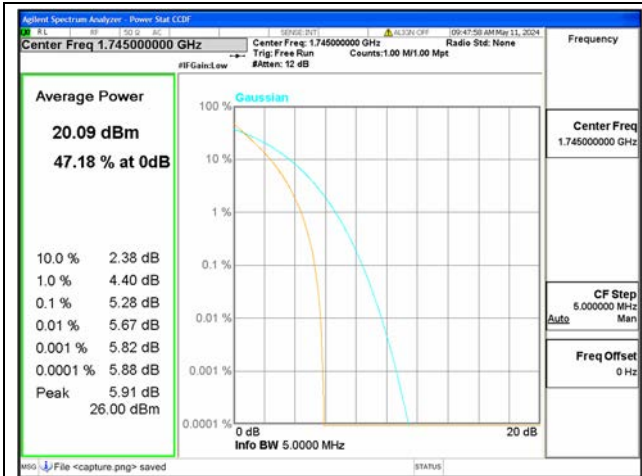 Agilent Spectrum Analyzer - Power Stat CCDF
RL RF 50 Ω AC SENSE:INT ALIGN OFF 09:47:58 AM May 11, 2024
Center Freq 1.745000000 GHz
Center Freq: 1.745000000 GHz Radio Std: None
Trig: Free Run Counts:1.00 M/1.00 Mpt
#IFGain:Low #Atten: 12 dB
Frequency
Average Power
20.09 dBm
47.18 % at 0dB
10.0 % 2.38 dB
1.0 % 4.40 dB
0.1 % 5.28 dB
0.01 % 5.67 dB
0.001 % 5.82 dB
0.0001 % 5.88 dB
Peak 5.91 dB
26.00 dBm
Gaussian
100 %
10 %
1 %
0.1 %
0.01 %
0.001 %
0.0001 %
0 dB 20 dB
Info BW 5.0000 MHz
Center Freq
1.745000000 GHz
CF Step
5.000000 MHz
Auto Man
Freq Offset
0 Hz
MSG File <capture.png> saved STATUS